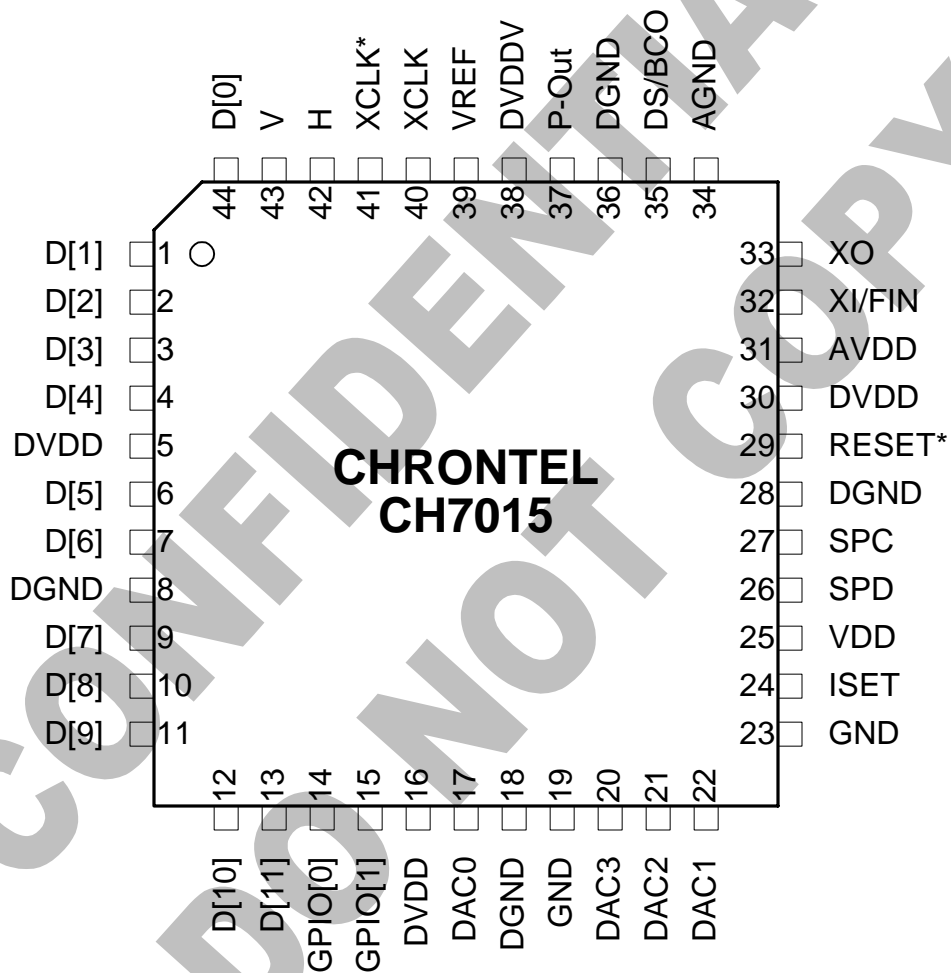 D[0]
V
H
XCLK*
XCLK
VREF
DVDDV
P-Out
DGND
DS/BCO
AGND
44
43
42
41
40
39
38
37
36
35
34
D[1] 1
D[2] 2
D[3] 3
D[4] 4
DVDD 5
D[5] 6
D[6] 7
DGND 8
D[7] 9
D[8] 10
D[9] 11
CHRONTEL
CH7015
33 XO
32 XI/FIN
31 AVDD
30 DVDD
29 RESET*
28 DGND
27 SPC
26 SPD
25 VDD
24 ISET
23 GND
12
13
14
15
16
17
18
19
20
21
22
D[10]
D[11]
GPIO[0]
GPIO[1]
DVDD
DAC0
DGND
GND
DAC3
DAC2
DAC1
CONFIDENTIA
DO NOT COPY